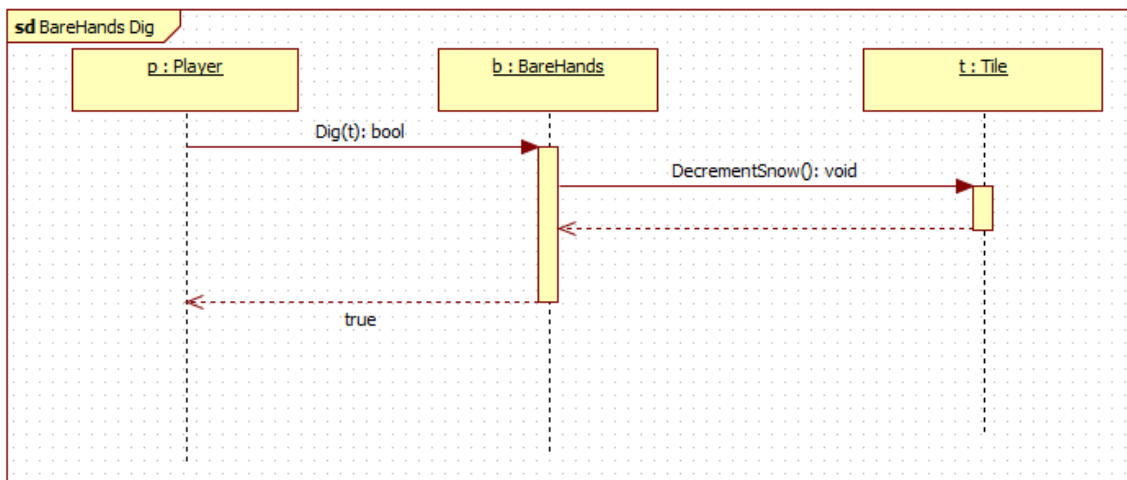 sd BareHands Dig
p : Player
b : BareHands
t : Tile
Dig(t): bool
DecrementSnow(): void
true